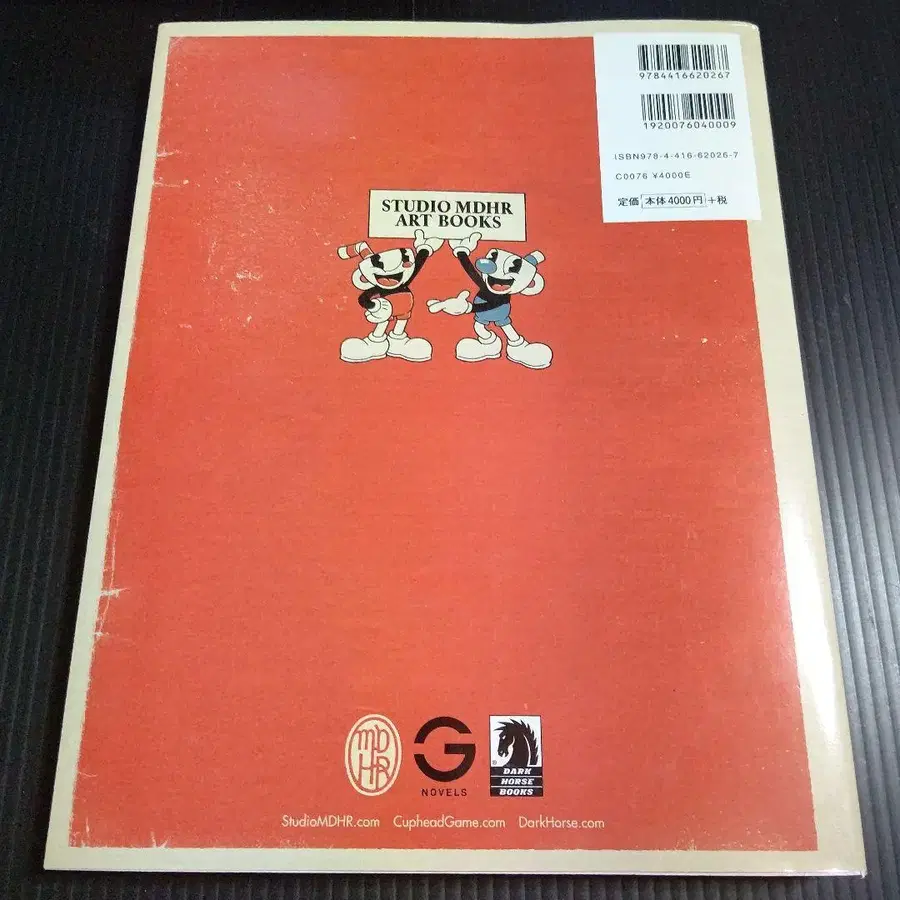 9784416620267
1920076040009
ISBN978-4-416-62026-7
C0076 ¥4000E
定価 本体4000円+税
STUDIO MDHR
ART BOOKS
MDHR
G
NOVELS
®
DARK
HORSE
BOOKS
StudioMDHR.com CupheadGame.com DarkHorse.com